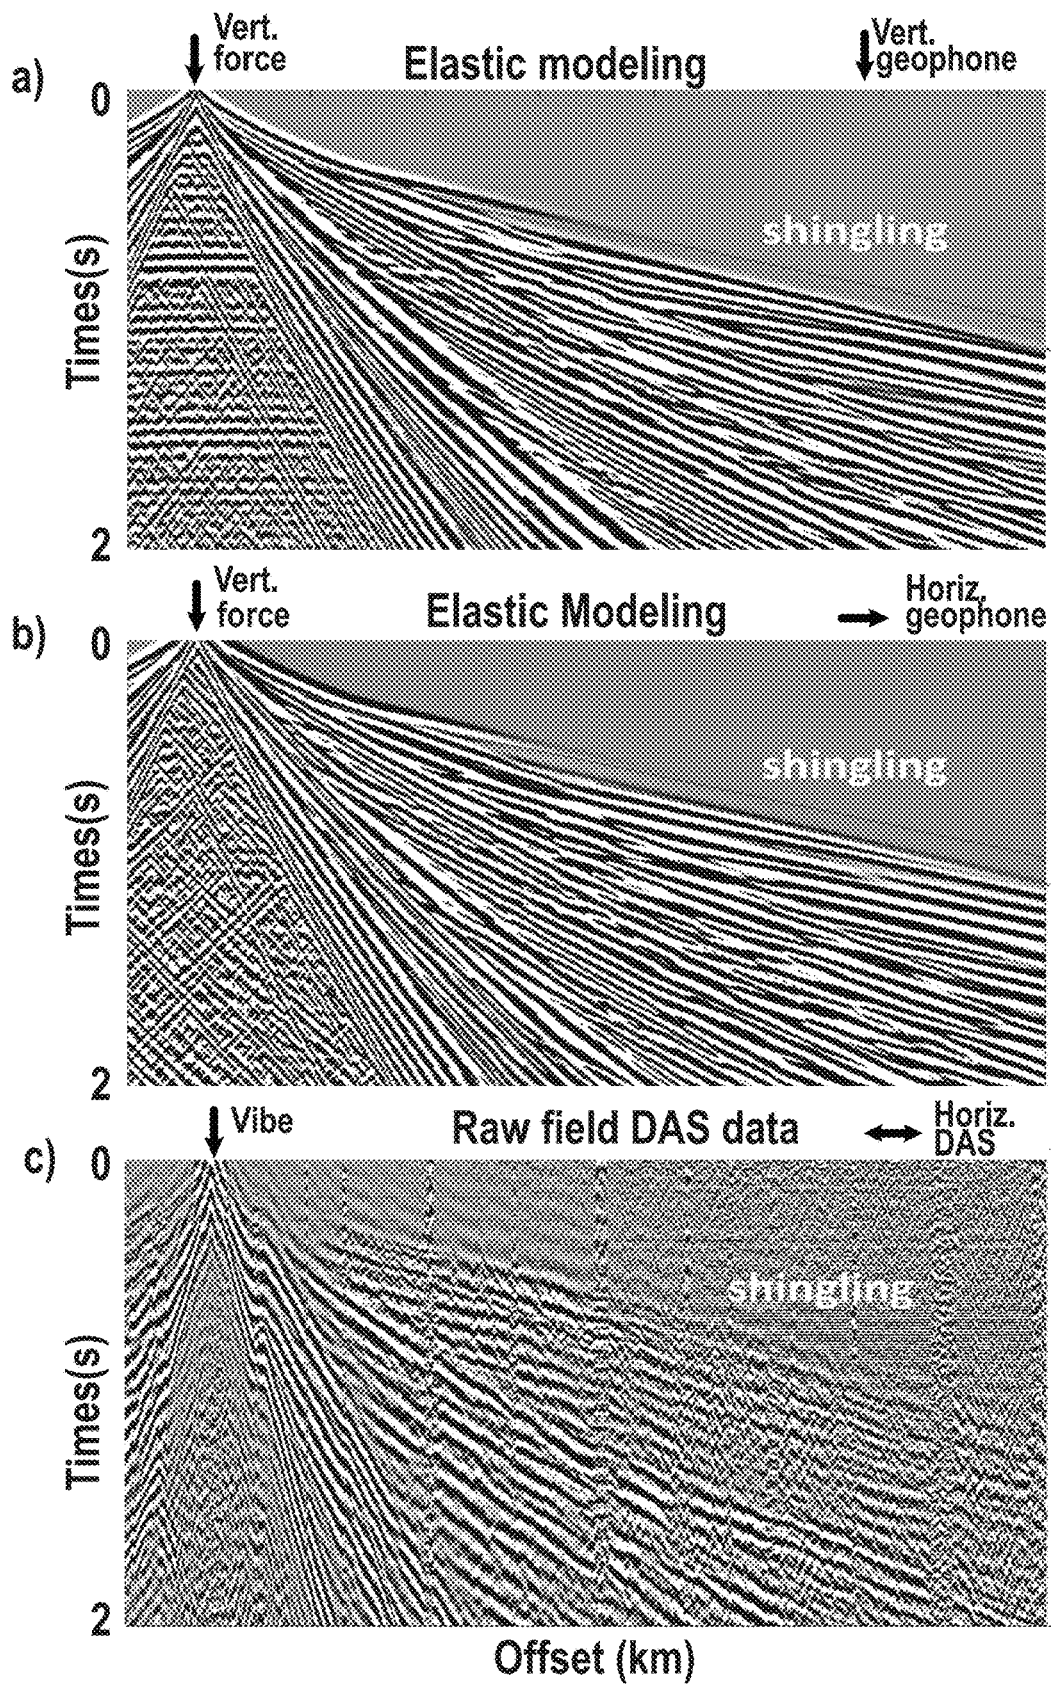 Vert.
force
Elastic modeling
Vert.
geophone
a)
0
shingling
Times(s)
2
Vert.
force
Elastic Modeling
Horiz.
geophone
b)
0
shingling
Times(s)
2
Vibe
Raw field DAS data
Horiz.
DAS
c)
0
shingling
Times(s)
2
Offset (km)